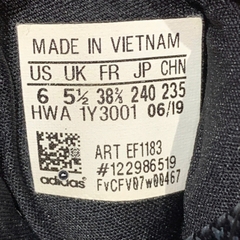 MADE IN VIETNAM
US UK FR JP CHN
6 5½ 38⅔ 240 235
HWA 1Y3001 06/19
ART EF1183
#122986519
adidas FvCFV07w00467